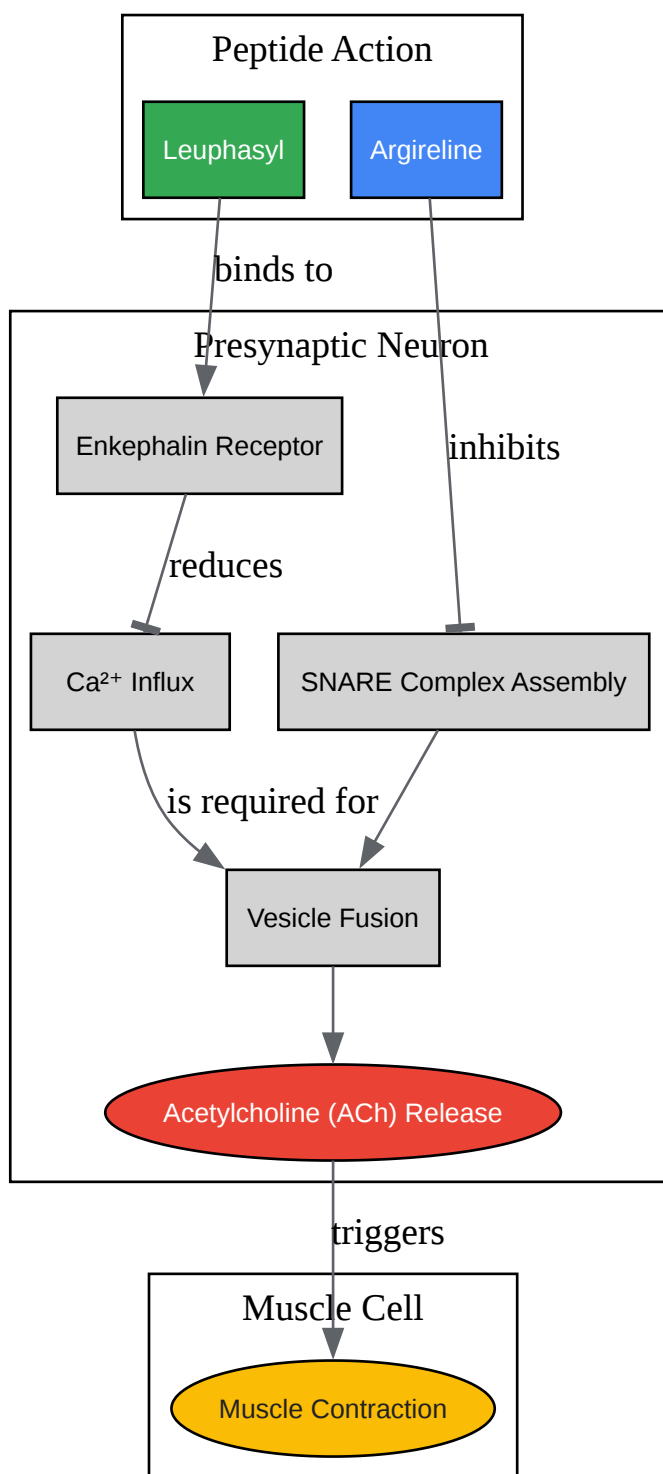 Peptide Action
Leuphasyl
Argireline
binds to
Presynaptic Neuron
Enkephalin Receptor
inhibits
reduces
Ca²⁺ Influx
SNARE Complex Assembly
is required for
Vesicle Fusion
Acetylcholine (ACh) Release
triggers
Muscle Cell
Muscle Contraction